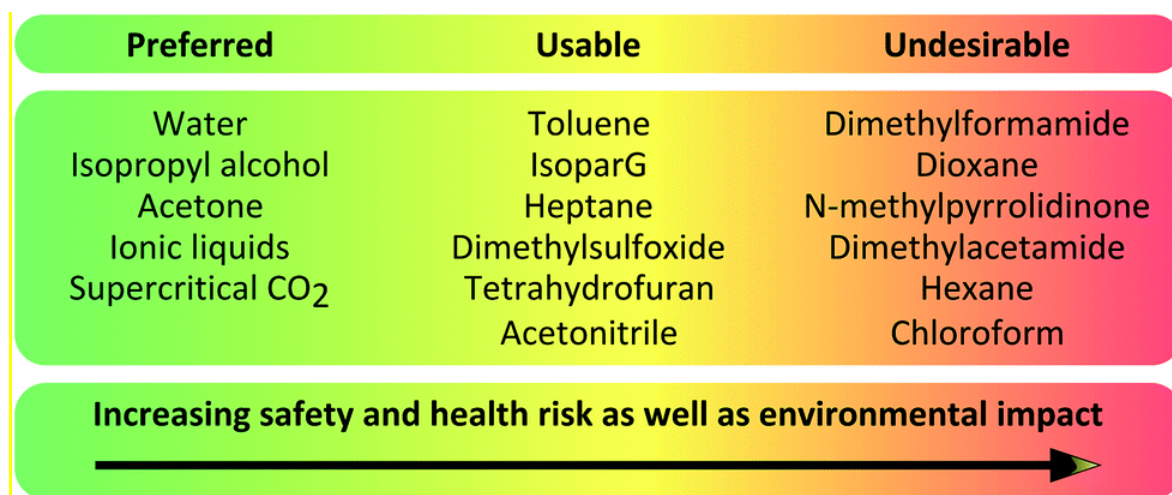 Preferred Usable Undesirable
Water Toluene Dimethylformamide
Isopropyl alcohol IsoparG Dioxane
Acetone Heptane N-methylpyrrolidinone
Ionic liquids Dimethylsulfoxide Dimethylacetamide
Supercritical CO2 Tetrahydrofuran Hexane
Acetonitrile Chloroform
Increasing safety and health risk as well as environmental impact